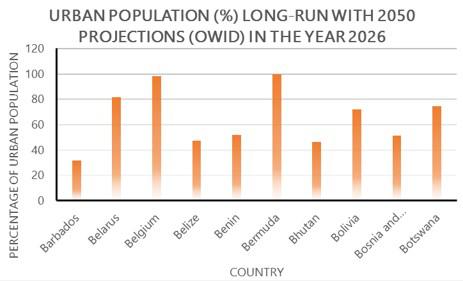 URBAN POPULATION (%) LONG-RUN WITH 2050
PROJECTIONS (OWID) IN THE YEAR 2026
PERCENTAGE OF URBAN POPULATION
120
100
80
60
40
20
0
Barbados
Belarus
Belgium
Belize
Benin
Bermuda
Bhutan
Bolivia
Bosnia and...
Botswana
COUNTRY